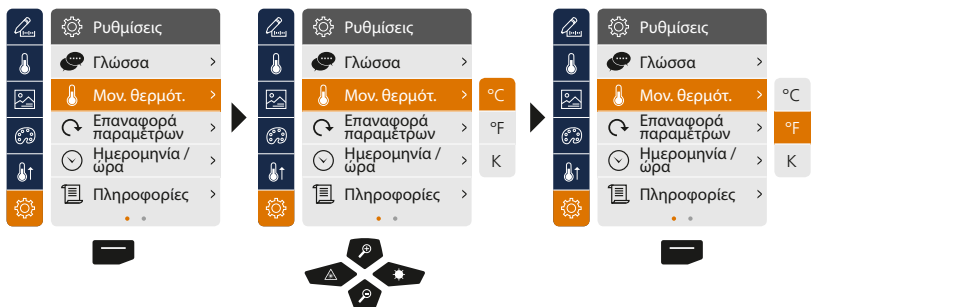 Ρυθμίσεις
Γλώσσα
Μον. θερμότ.
Επαναφορά
παραμέτρων
Ημερομηνία /
ώρα
Πληροφορίες
Ρυθμίσεις
Γλώσσα
Μον. θερμότ.
Επαναφορά
παραμέτρων
Ημερομηνία /
ώρα
Πληροφορίες
°C
°F
K
Ρυθμίσεις
Γλώσσα
Μον. θερμότ.
Επαναφορά
παραμέτρων
Ημερομηνία /
ώρα
Πληροφορίες
°C
°F
K